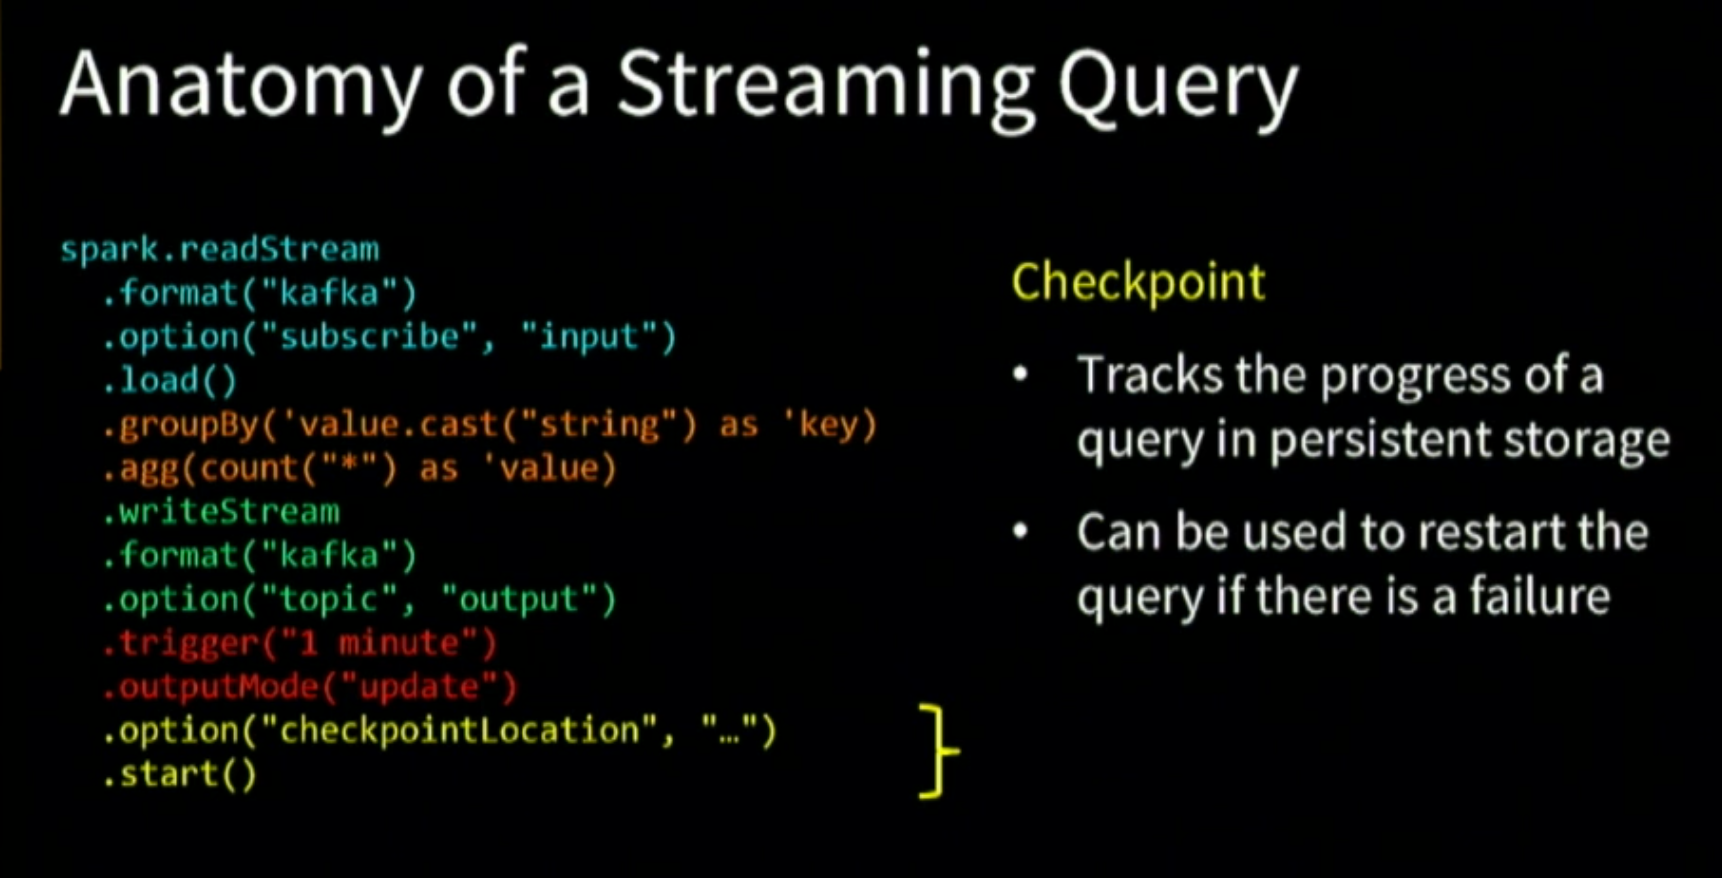 Anatomy of a Streaming Query
spark.readStream
.format("kafka")
.option("subscribe", "input")
.load()
.groupBy('value.cast("string") as 'key)
.agg(count("*") as 'value)
.writeStream
.format("kafka")
.option("topic", "output")
.trigger("1 minute")
.outputMode("update")
.option("checkpointLocation", "…")
.start()
Checkpoint
• Tracks the progress of a
query in persistent storage
• Can be used to restart the
query if there is a failure